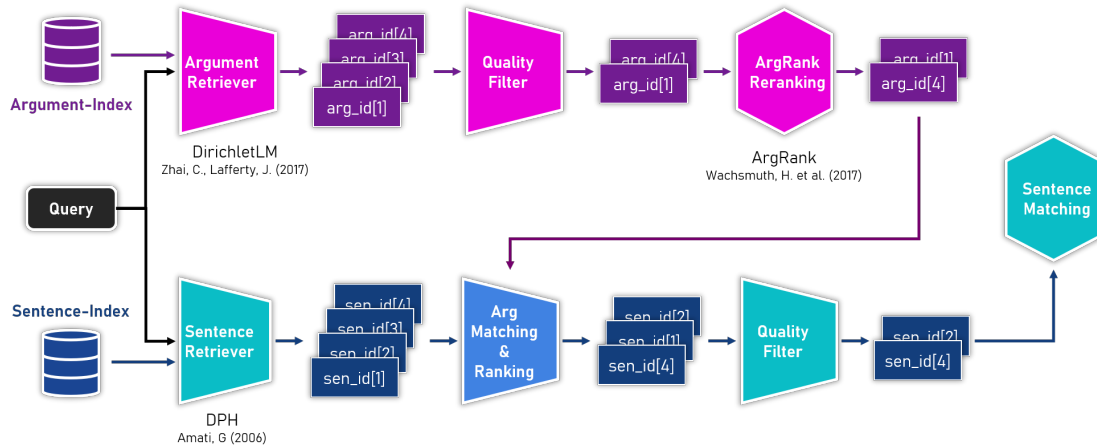 Argument-Index
Argument
Retriever
arg_id[4]
arg_id[3]
arg_id[2]
arg_id[1]
Quality
Filter
arg_id[4]
arg_id[1]
ArgRank
Reranking
arg_id[1]
arg_id[4]
DirichletLM
Zhai, C., Lafferty, J. (2017)
ArgRank
Wachsmuth, H. et al. (2017)
Query
Sentence
Matching
Sentence-Index
Sentence
Retriever
sen_id[4]
sen_id[3]
sen_id[2]
sen_id[1]
Arg
Matching
&
Ranking
sen_id[2]
sen_id[1]
sen_id[4]
Quality
Filter
sen_id[2]
sen_id[4]
DPH
Amati, G (2006)